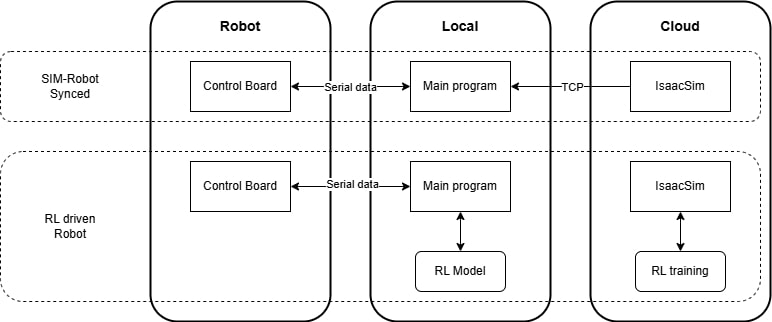 Robot
Local
Cloud
SIM-Robot
Synced
Control Board
Serial data
Main program
TCP
IsaacSim
RL driven
Robot
Control Board
Serial data
Main program
IsaacSim
RL Model
RL training